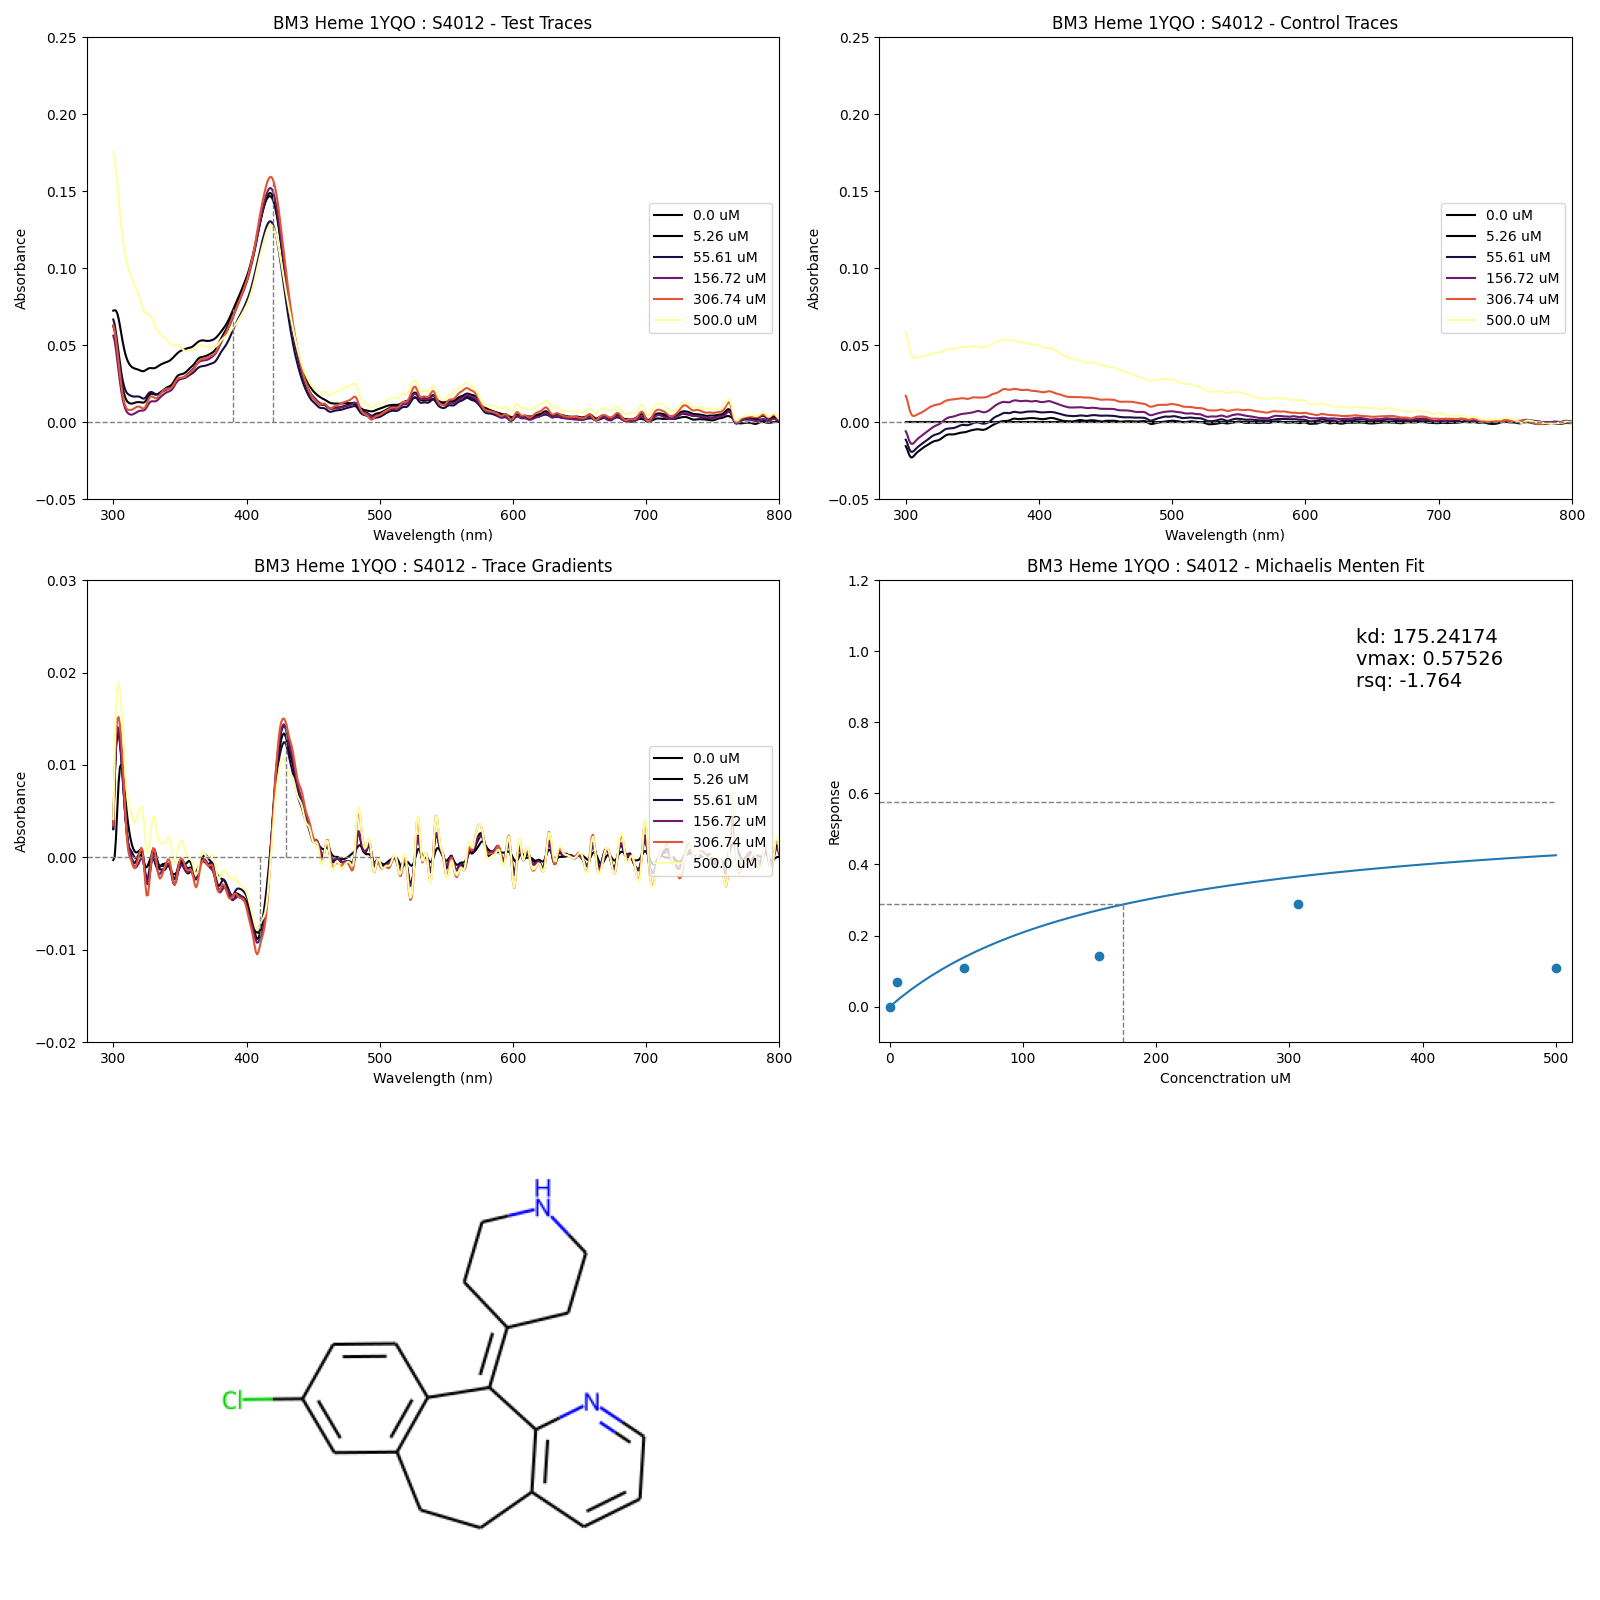 BM3 Heme 1YQO : S4012 - Test Traces
0.25
0.20
0.15
0.10
0.05
0.00
−0.05
Absorbance
300 400 500 600 700 800
Wavelength (nm)
0.0 uM
5.26 uM
55.61 uM
156.72 uM
306.74 uM
500.0 uM
BM3 Heme 1YQO : S4012 - Control Traces
0.25
0.20
0.15
0.10
0.05
0.00
−0.05
Absorbance
300 400 500 600 700 800
Wavelength (nm)
0.0 uM
5.26 uM
55.61 uM
156.72 uM
306.74 uM
500.0 uM
BM3 Heme 1YQO : S4012 - Trace Gradients
0.03
0.02
0.01
0.00
−0.01
−0.02
Absorbance
300 400 500 600 700 800
Wavelength (nm)
0.0 uM
5.26 uM
55.61 uM
156.72 uM
306.74 uM
500.0 uM
BM3 Heme 1YQO : S4012 - Michaelis Menten Fit
1.2
1.0
0.8
0.6
0.4
0.2
0.0
Response
kd: 175.24174
vmax: 0.57526
rsq: -1.764
0 100 200 300 400 500
Concenctration uM
H
N
Cl
N